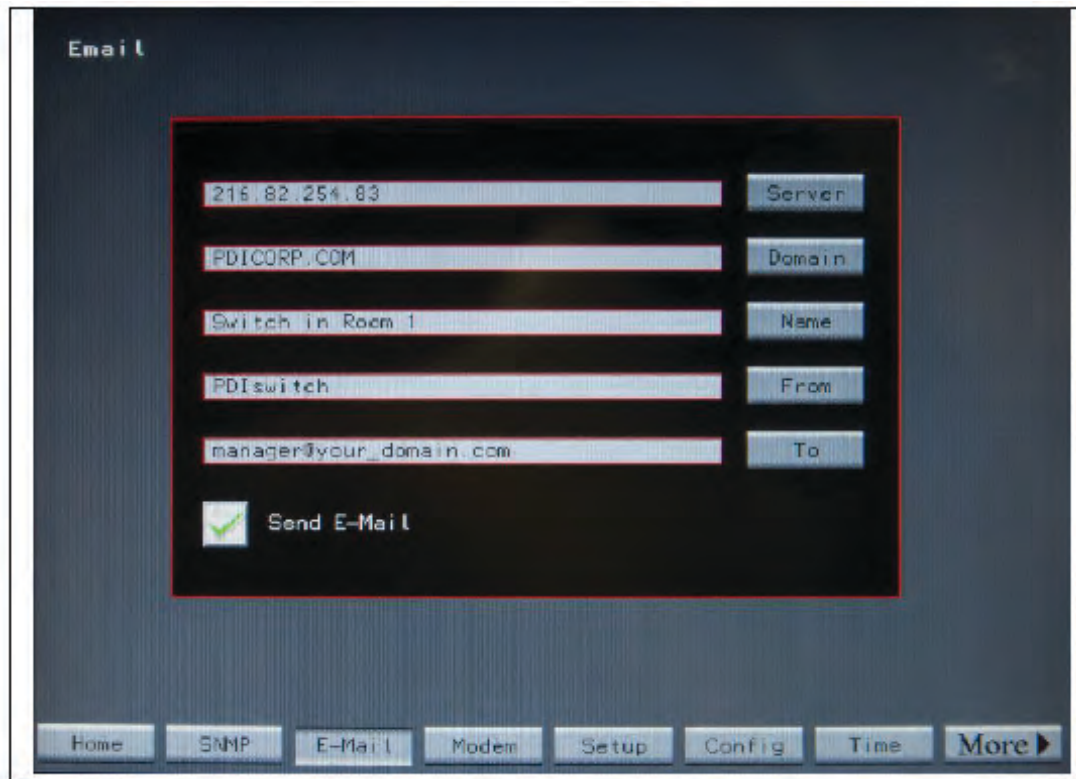 Email
216.82.254.83 Server
PDICORP.COM Domain
Switch in Room 1 Name
PDIswitch From
manager@your_domain.com To
Send E-Mail
Home SNMP E-Mail Modem Setup Config Time More